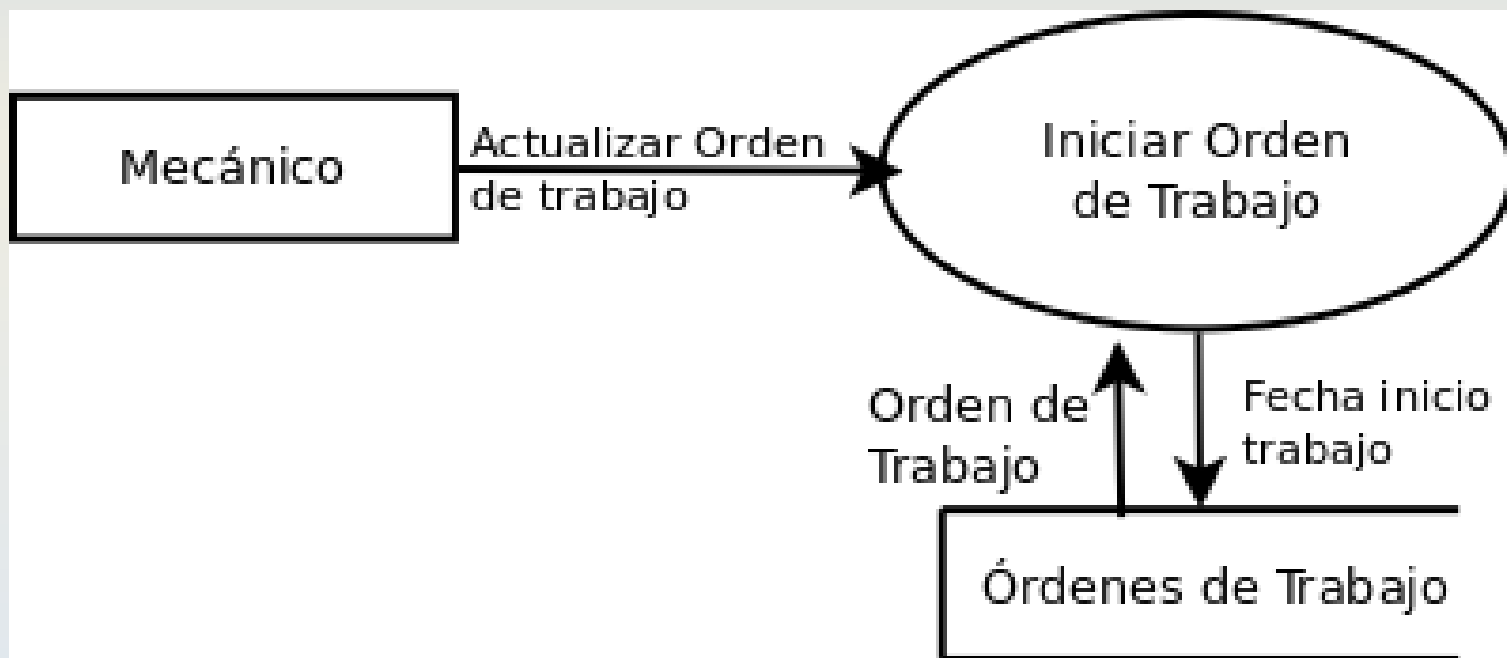 Mecánico
Actualizar Orden
de trabajo
Iniciar Orden
de Trabajo
Orden de
Trabajo
Fecha inicio
trabajo
Órdenes de Trabajo